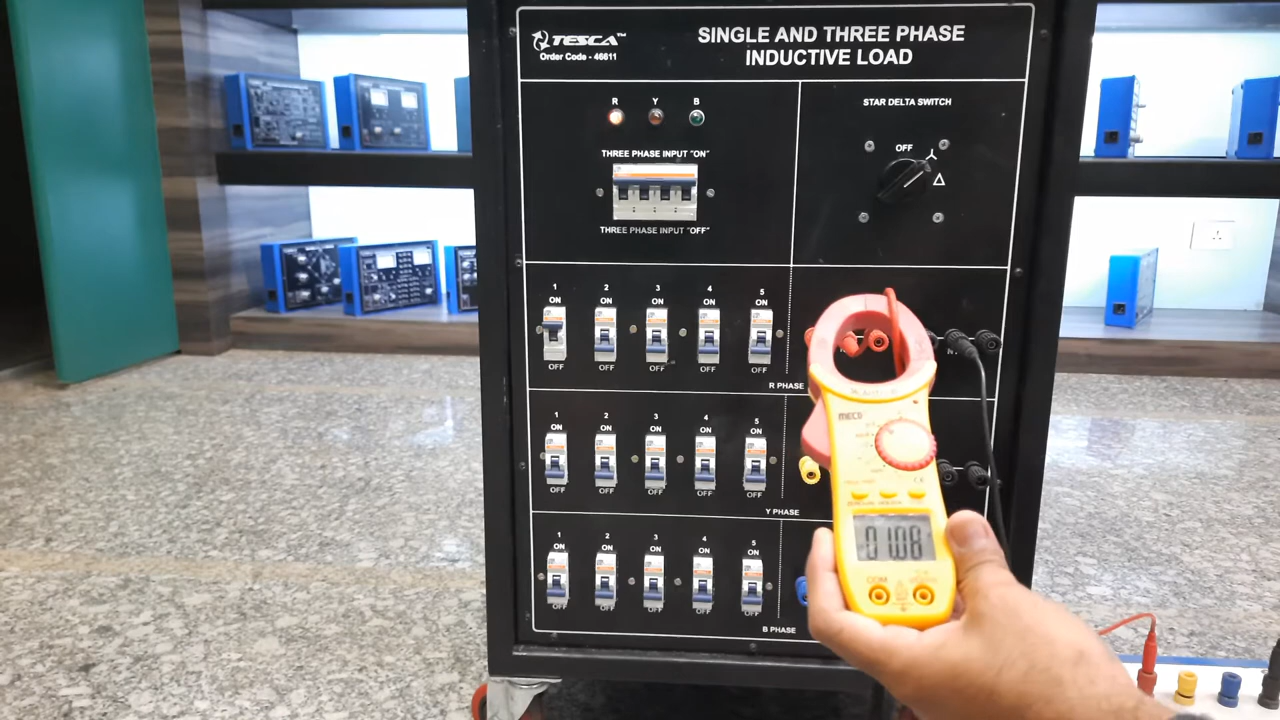 TESCA™
Order Code - 46611
SINGLE AND THREE PHASE
INDUCTIVE LOAD
R Y B
THREE PHASE INPUT "ON"
THREE PHASE INPUT "OFF"
STAR DELTA SWITCH
OFF
1 2 3 4 5
ON ON ON ON ON
OFF OFF OFF OFF OFF
R PHASE
1 2 3 4 5
ON ON ON ON ON
OFF OFF OFF OFF OFF
Y PHASE
1 2 3 4 5
ON ON ON ON ON
OFF OFF OFF OFF OFF
B PHASE
MECO
01.08
COM